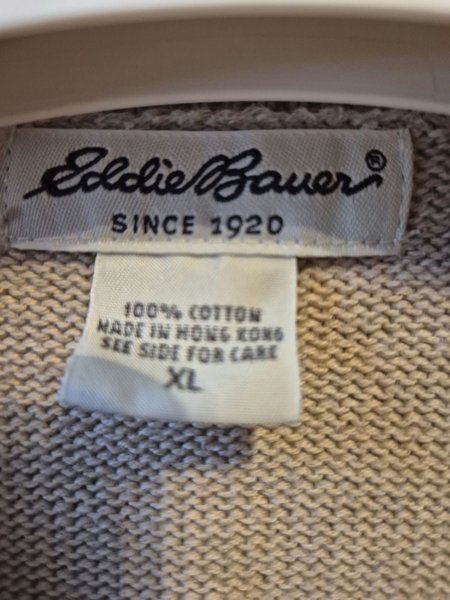 Eddie Bauer®
SINCE 1920
100% COTTON
MADE IN HONG KONG
SEE SIDE FOR CARE
XL